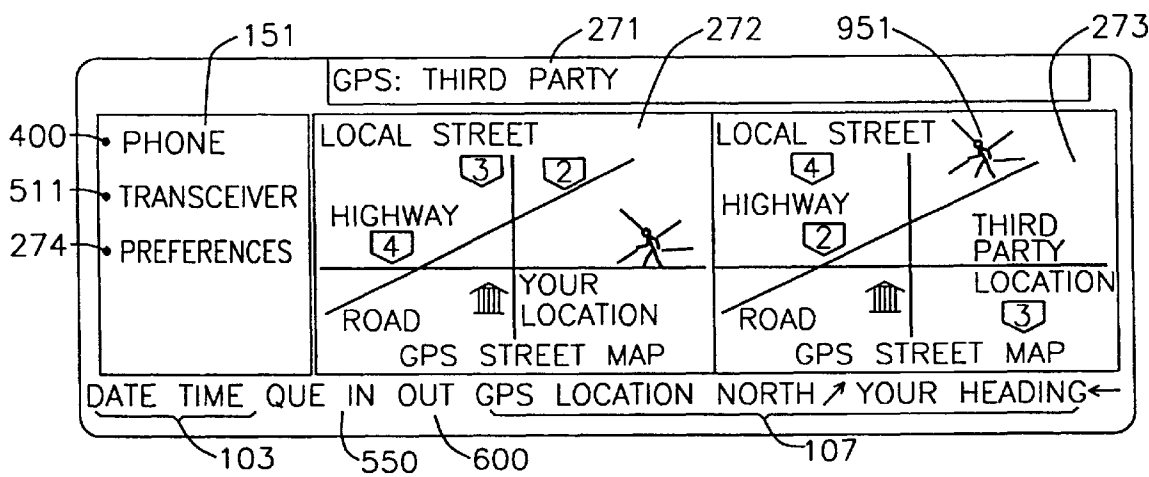 151
271
272
951
273
GPS: THIRD PARTY
400
PHONE
511
TRANSCEIVER
274
PREFERENCES
LOCAL STREET
3
2
HIGHWAY
4
YOUR
LOCATION
ROAD
GPS STREET MAP
LOCAL STREET
4
HIGHWAY
2
THIRD
PARTY
LOCATION
3
ROAD
GPS STREET MAP
DATE TIME QUE IN OUT GPS LOCATION NORTH↗YOUR HEADING←
103
550
600
107